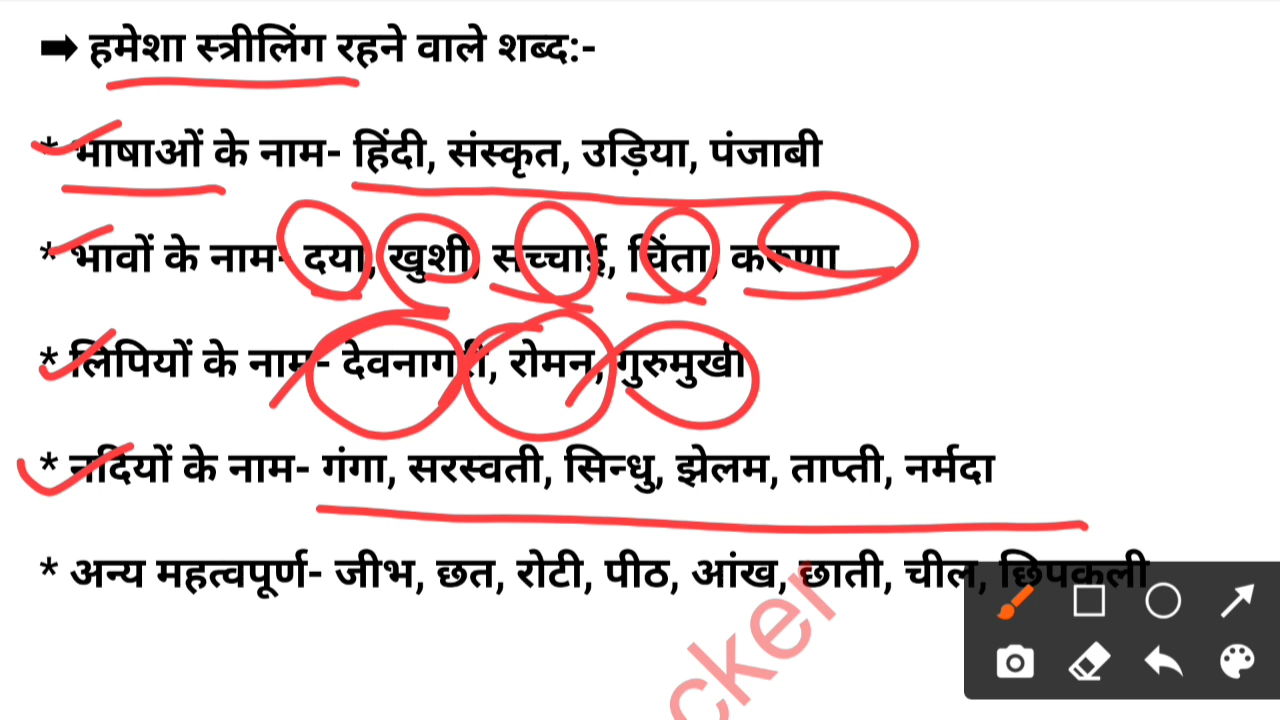 ➡ हमेशा स्त्रीलिंग रहने वाले शब्द:-
* भाषाओं के नाम- हिंदी, संस्कृत, उड़िया, पंजाबी
* भावों के नाम- दया, खुशी, सच्चाई, चिंता, करुणा
* लिपियों के नाम- देवनागरी, रोमन, गुरुमुखी
* नदियों के नाम- गंगा, सरस्वती, सिन्धु, झेलम, ताप्ती, नर्मदा
* अन्य महत्वपूर्ण- जीभ, छत, रोटी, पीठ, आंख, छाती, चील, छिपकली
cker